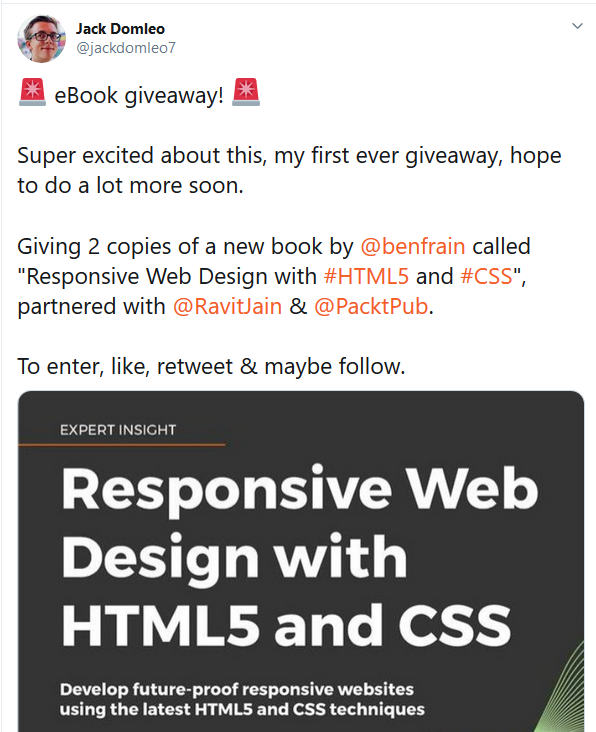 Jack Domleo
@jackdomleo7
🚨 eBook giveaway! 🚨
Super excited about this, my first ever giveaway, hope
to do a lot more soon.
Giving 2 copies of a new book by @benfrain called
"Responsive Web Design with #HTML5 and #CSS",
partnered with @RavitJain & @PacktPub.
To enter, like, retweet & maybe follow.
EXPERT INSIGHT
Responsive Web
Design with
HTML5 and CSS
Develop future-proof responsive websites
using the latest HTML5 and CSS techniques